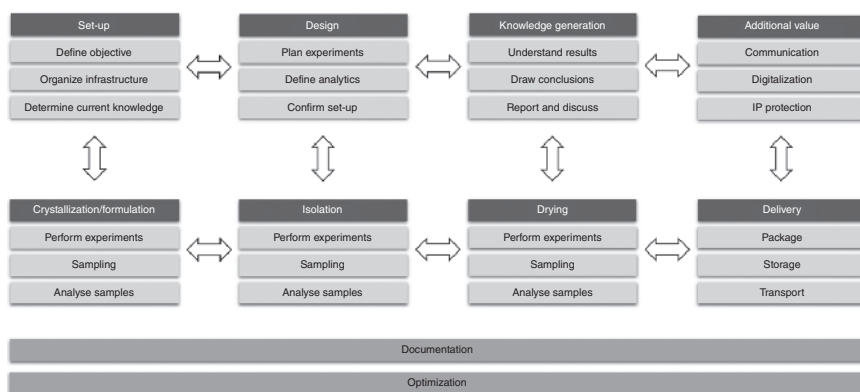 Set-up
Define objective
Organize infrastructure
Determine current knowledge
Design
Plan experiments
Define analytics
Confirm set-up
Knowledge generation
Understand results
Draw conclusions
Report and discuss
Additional value
Communication
Digitalization
IP protection
Crystallization/formulation
Perform experiments
Sampling
Analyse samples
Isolation
Perform experiments
Sampling
Analyse samples
Drying
Perform experiments
Sampling
Analyse samples
Delivery
Package
Storage
Transport
Documentation
Optimization